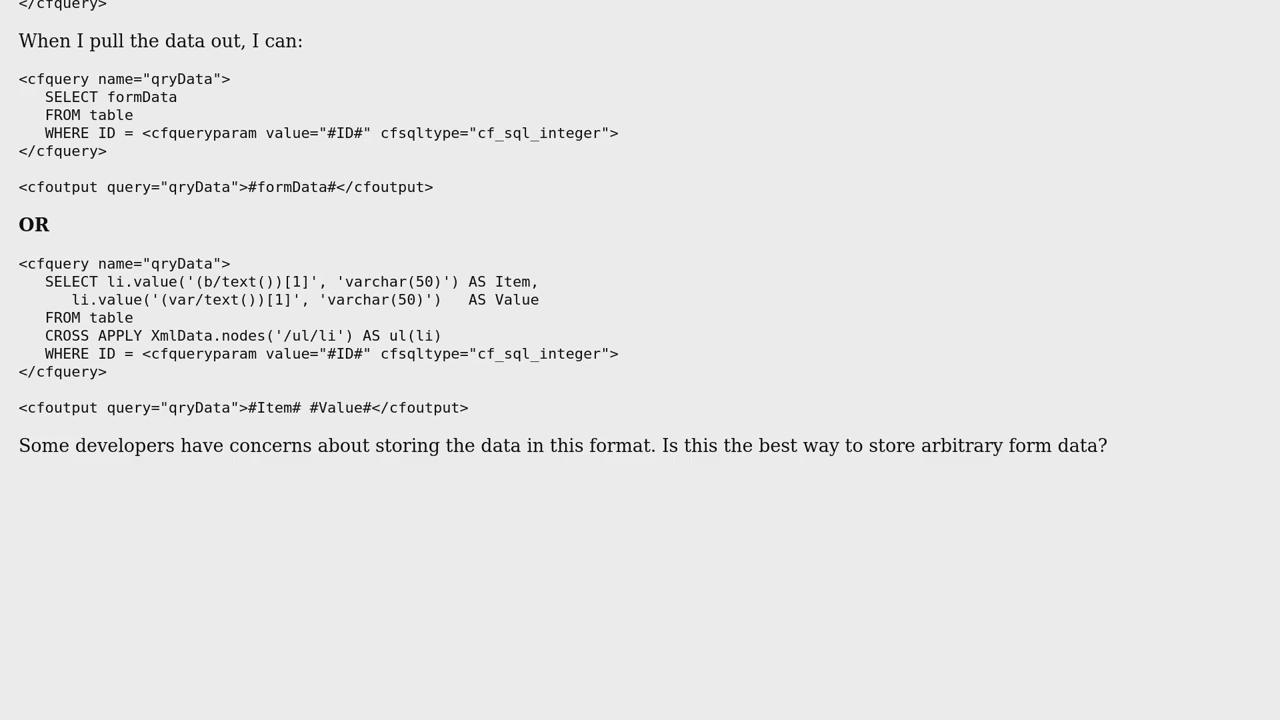 </cfquery>
When I pull the data out, I can:
<cfquery name="qryData">
   SELECT formData
   FROM table
   WHERE ID = <cfqueryparam value="#ID#" cfsqltype="cf_sql_integer">
</cfquery>
<cfoutput query="qryData">#formData#</cfoutput>
OR
<cfquery name="qryData">
   SELECT li.value('(b/text())[1]', 'varchar(50)') AS Item,
      li.value('(var/text())[1]', 'varchar(50)')   AS Value
   FROM table
   CROSS APPLY XmlData.nodes('/ul/li') AS ul(li)
   WHERE ID = <cfqueryparam value="#ID#" cfsqltype="cf_sql_integer">
</cfquery>
<cfoutput query="qryData">#Item# #Value#</cfoutput>
Some developers have concerns about storing the data in this format. Is this the best way to store arbitrary form data?